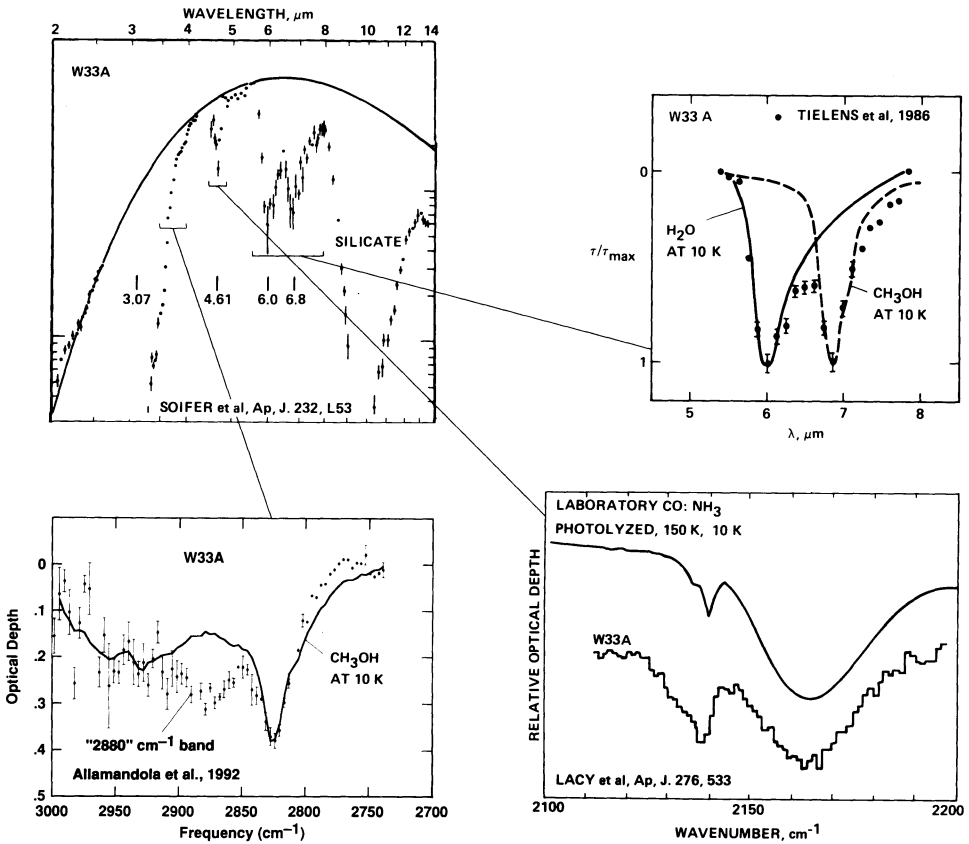 WAVELENGTH, μm
2 3 4 5 6 8 10 12 14
W33A
SILICATE
3.07 4.61 6.0 6.8
SOIFER et al, Ap, J. 232, L53
W33 A ● TIELENS et al, 1986
0
H2O
AT 10 K
τ/τmax
CH3OH
AT 10 K
1
5 6 7 8
λ, μm
W33A
0
.1
.2
.3
.4
.5
Optical Depth
CH3OH
AT 10 K
"2880" cm−1 band
Allamandola et al., 1992
3000 2950 2900 2850 2800 2750 2700
Frequency (cm−1)
LABORATORY CO: NH3
PHOTOLYZED, 150 K, 10 K
W33A
RELATIVE OPTICAL DEPTH
LACY et al, Ap, J. 276, 533
2100 2150 2200
WAVENUMBER, cm-1